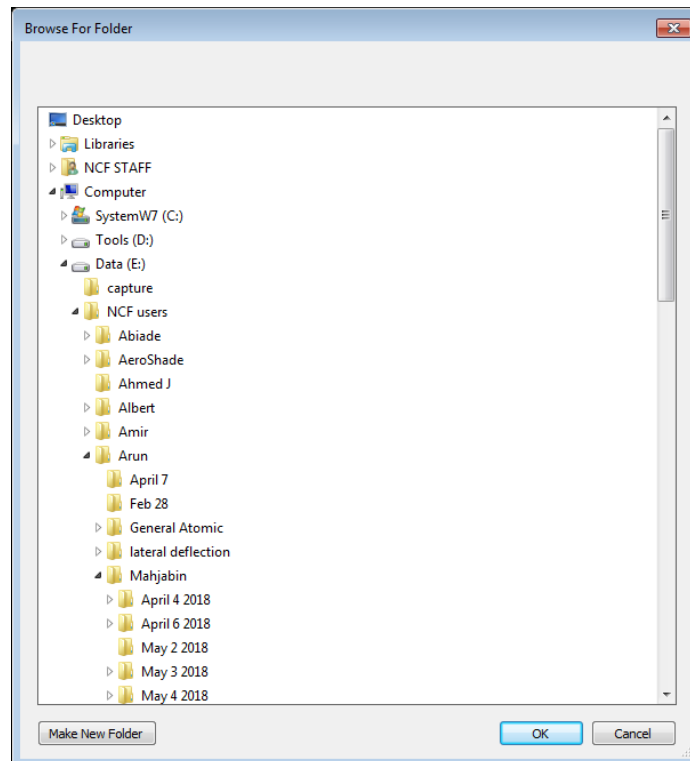 Browse For Folder
Desktop
Libraries
NCF STAFF
Computer
SystemW7 (C:)
Tools (D:)
Data (E:)
capture
NCF users
Abiade
AeroShade
Ahmed J
Albert
Amir
Arun
April 7
Feb 28
General Atomic
lateral deflection
Mahjabin
April 4 2018
April 6 2018
May 2 2018
May 3 2018
May 4 2018
Make New Folder OK Cancel